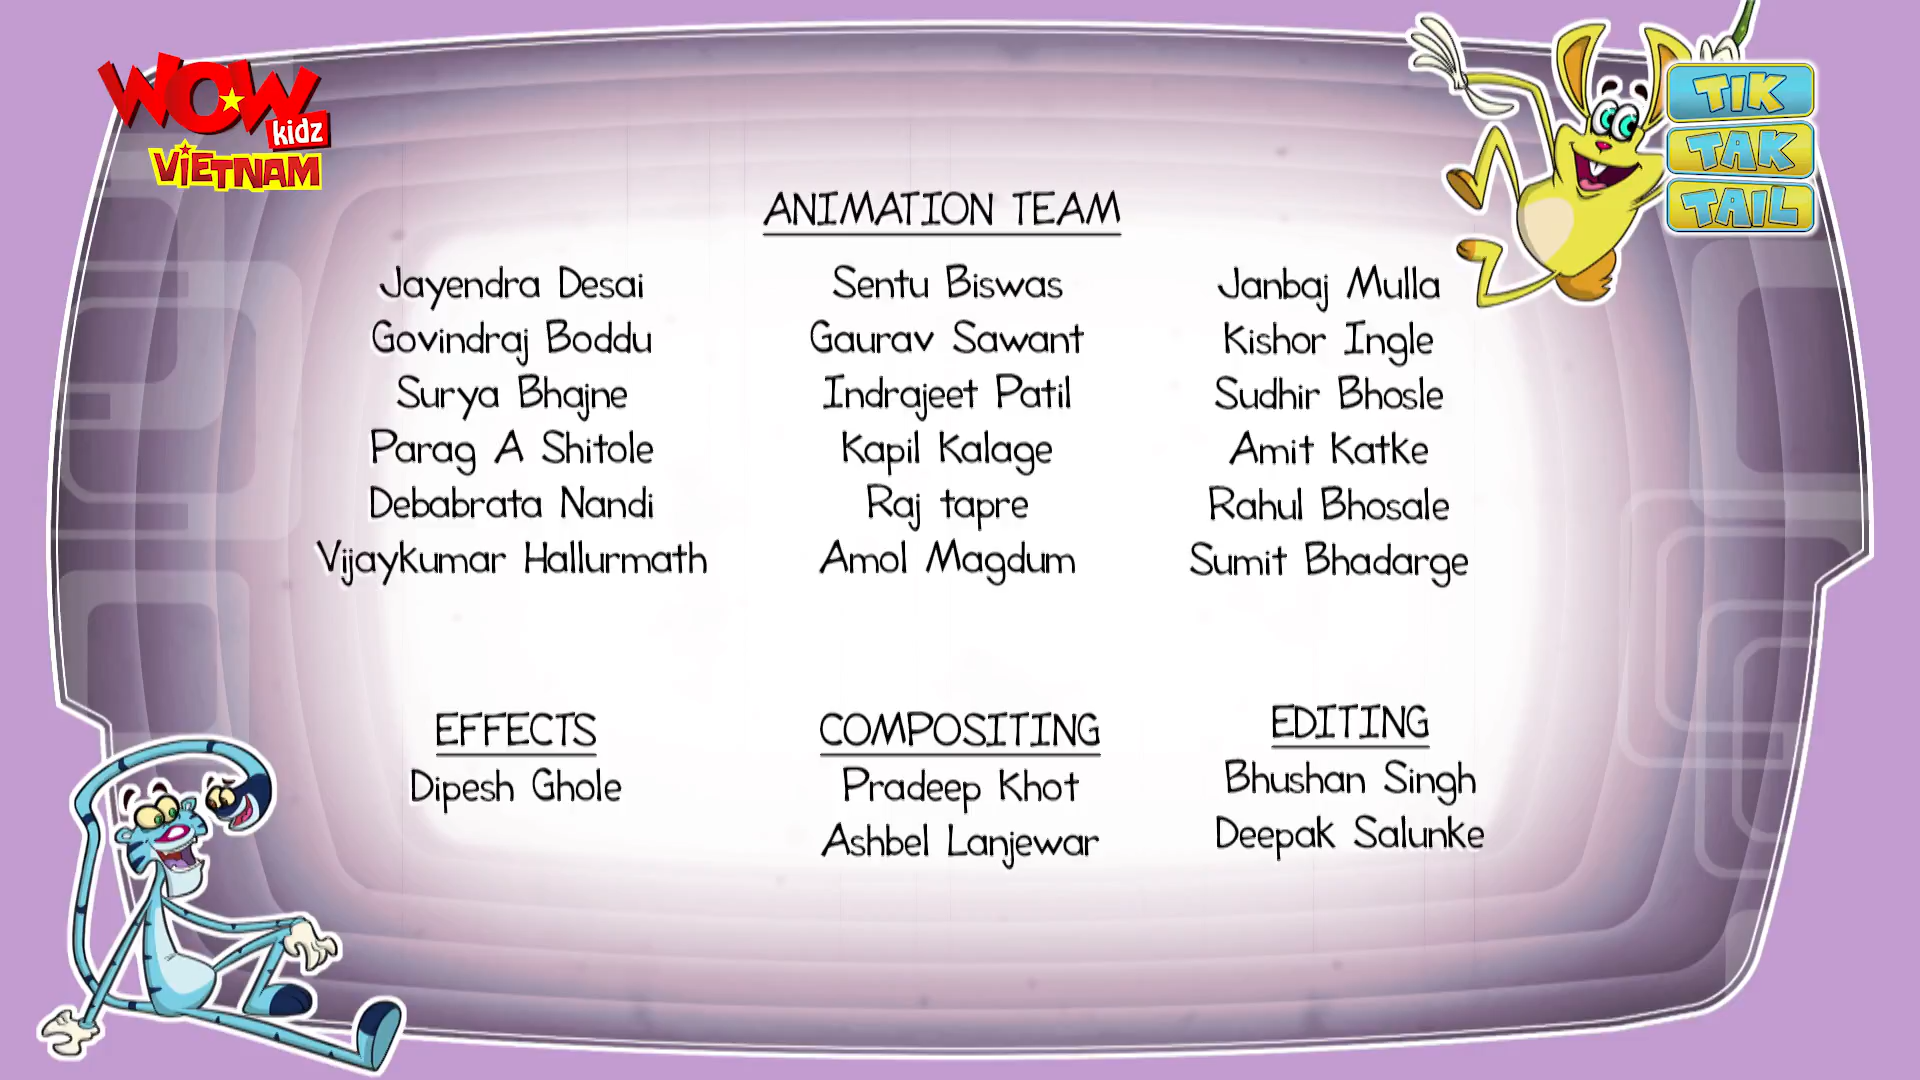 WOW
kidz
VIETNAM
TIK
TAK
TAIL
ANIMATION TEAM
Jayendra Desai
Govindraj Boddu
Surya Bhajne
Parag A Shitole
Debabrata Nandi
Vijaykumar Hallurmath
Sentu Biswas
Gaurav Sawant
Indrajeet Patil
Kapil Kalage
Raj tapre
Amol Magdum
Janbaj Mulla
Kishor Ingle
Sudhir Bhosle
Amit Katke
Rahul Bhosale
Sumit Bhadarge
EFFECTS
Dipesh Ghole
COMPOSITING
Pradeep Khot
Ashbel Lanjewar
EDITING
Bhushan Singh
Deepak Salunke